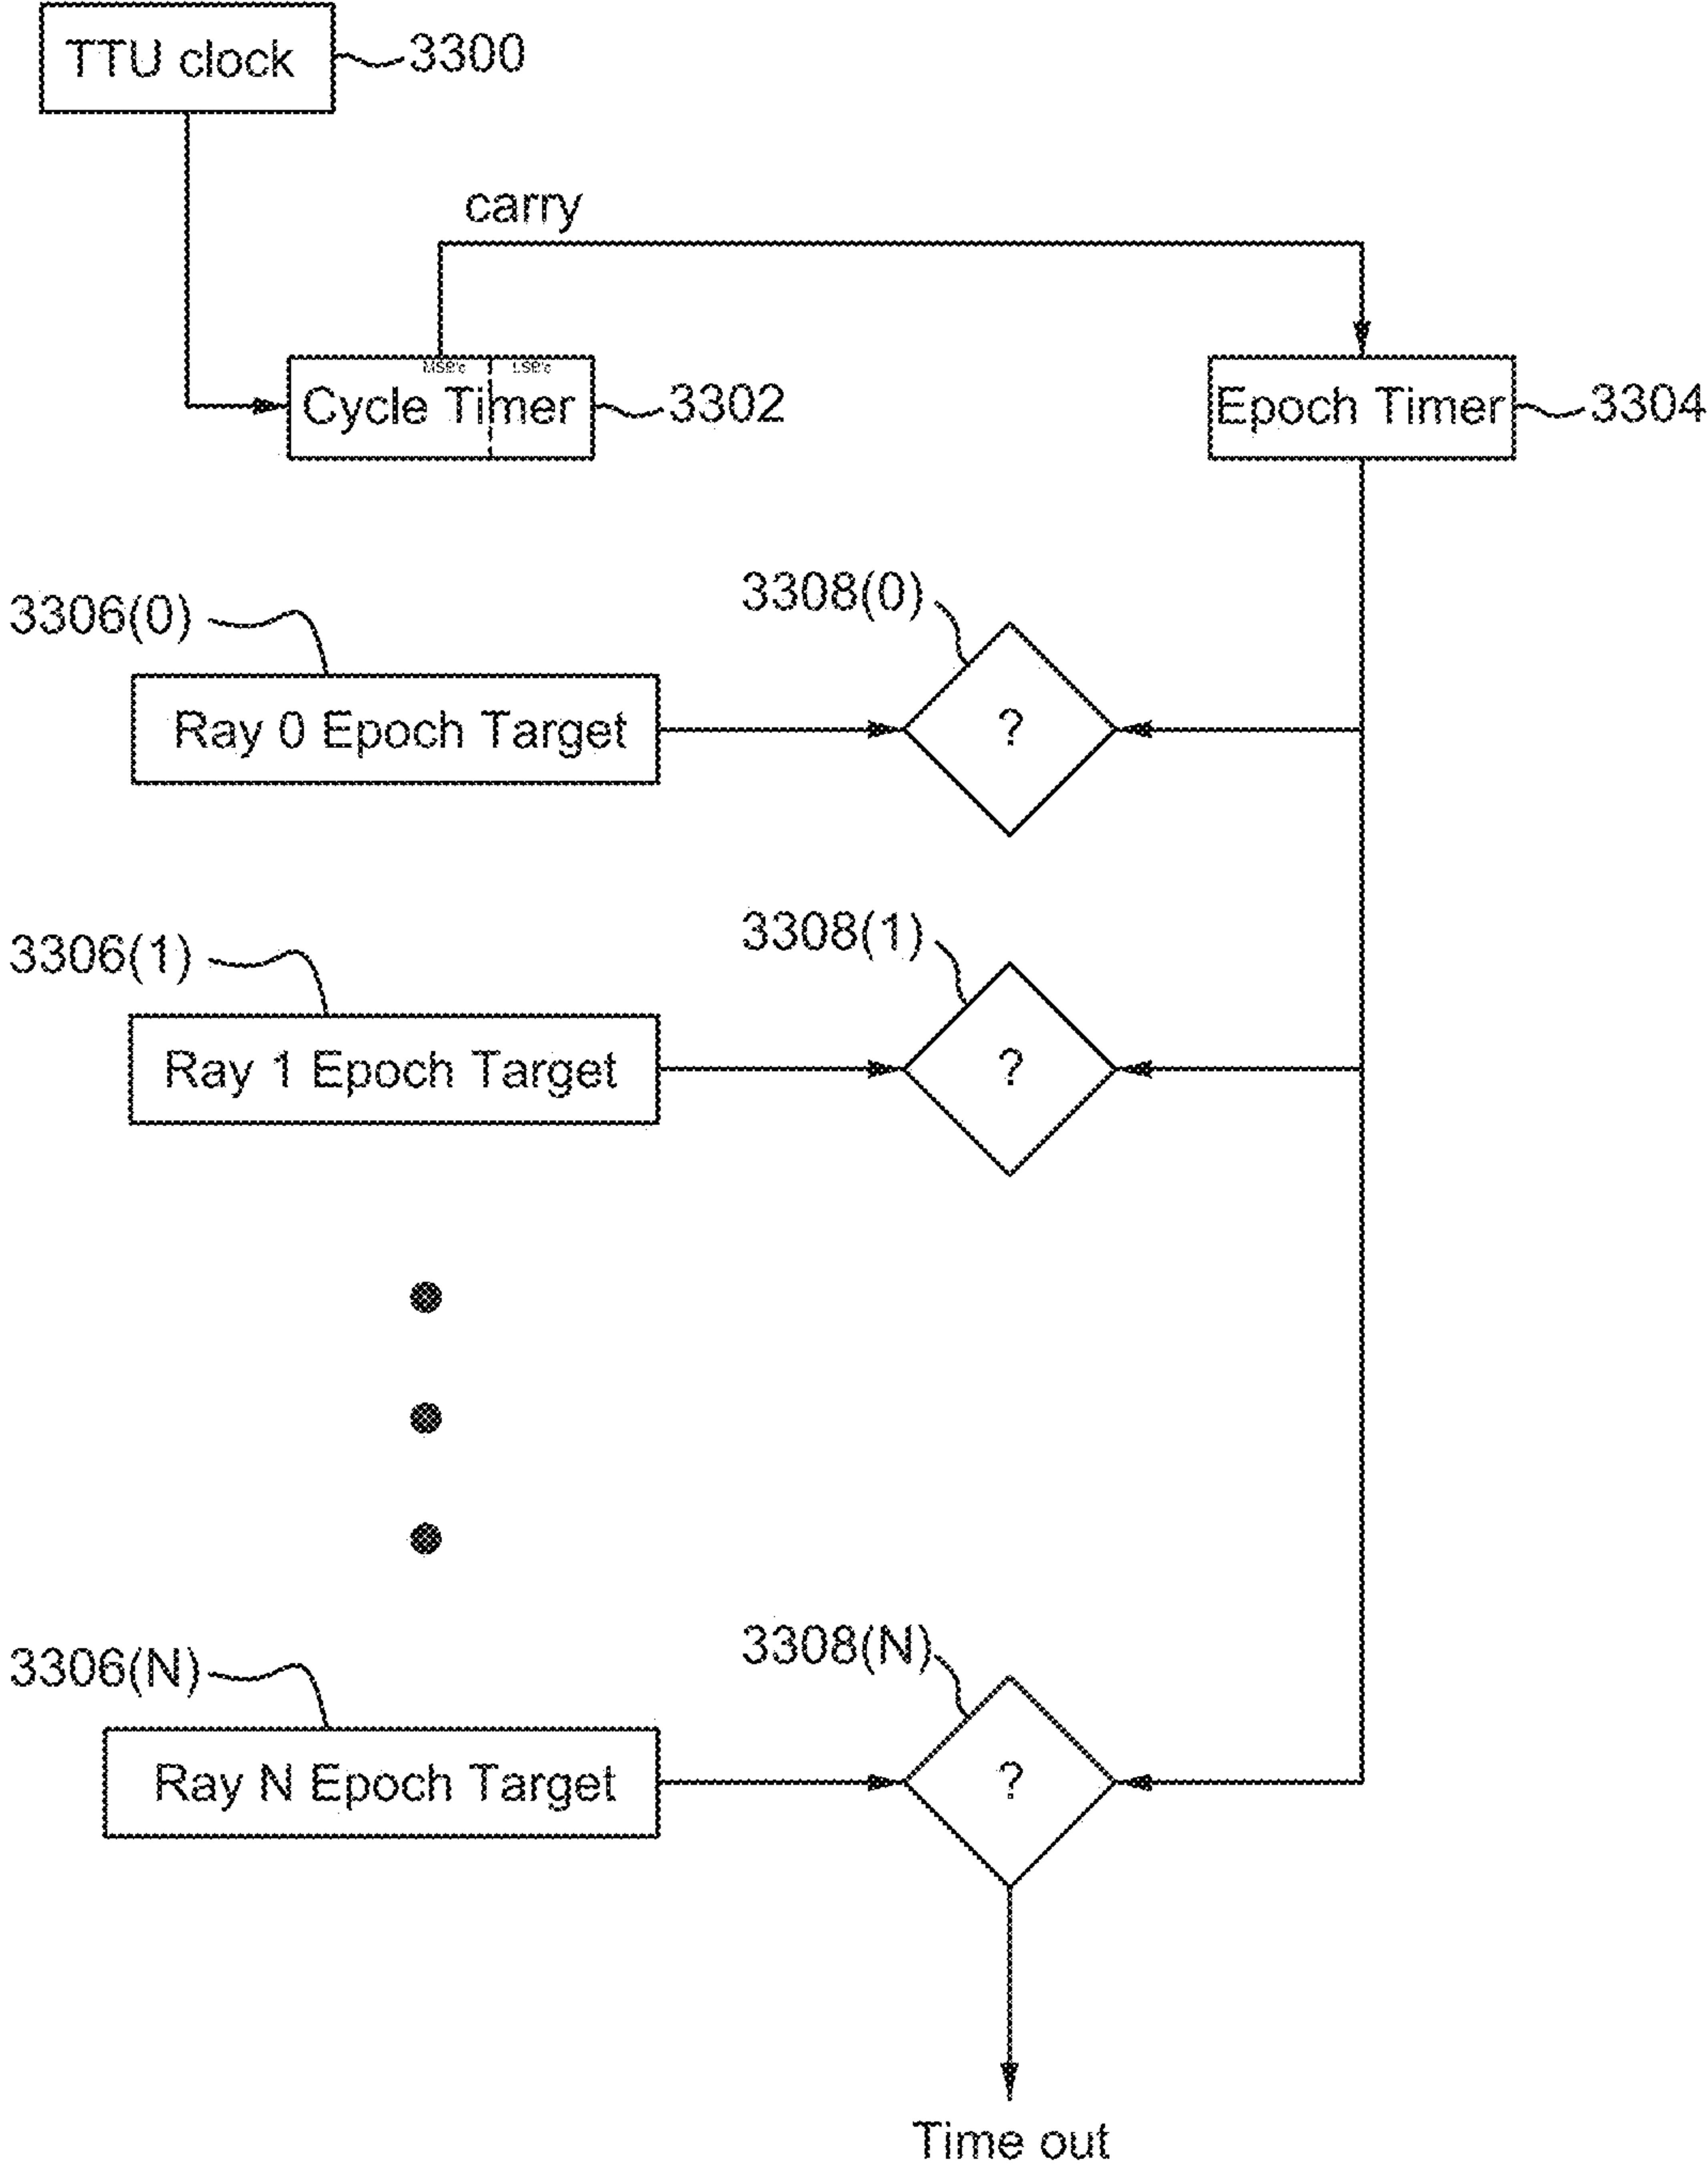 TTU clock
3300
carry
MSB's LSB's
Cycle Timer
3302
Epoch Timer
3304
3306(0)
3308(0)
Ray 0 Epoch Target
?
3306(1)
3308(1)
Ray 1 Epoch Target
?
3306(N)
3308(N)
Ray N Epoch Target
?
Time out